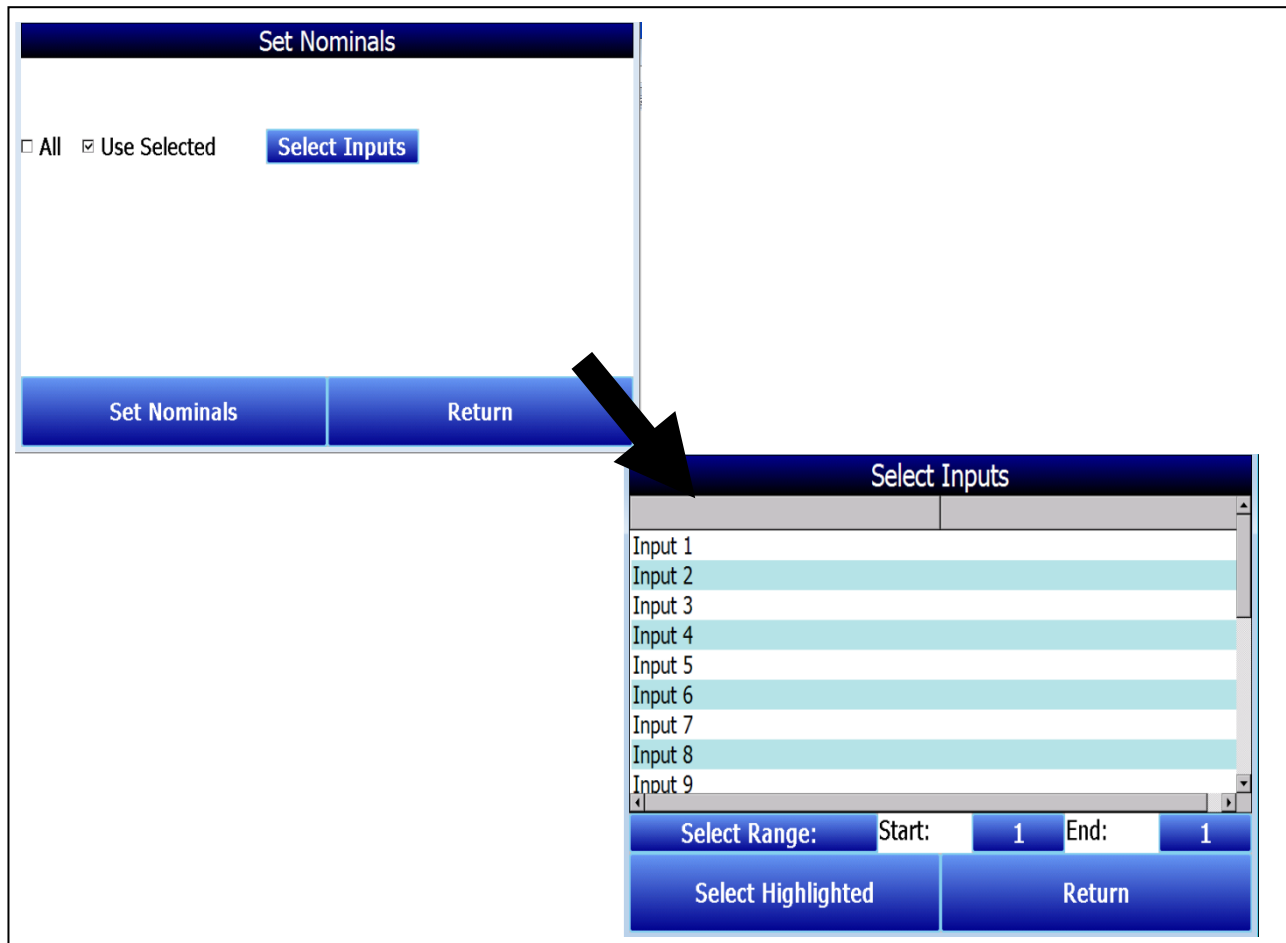 Set Nominals
All Use Selected Select Inputs
Set Nominals Return
Select Inputs
Input 1
Input 2
Input 3
Input 4
Input 5
Input 6
Input 7
Input 8
Input 9
Select Range: Start: 1 End: 1
Select Highlighted Return